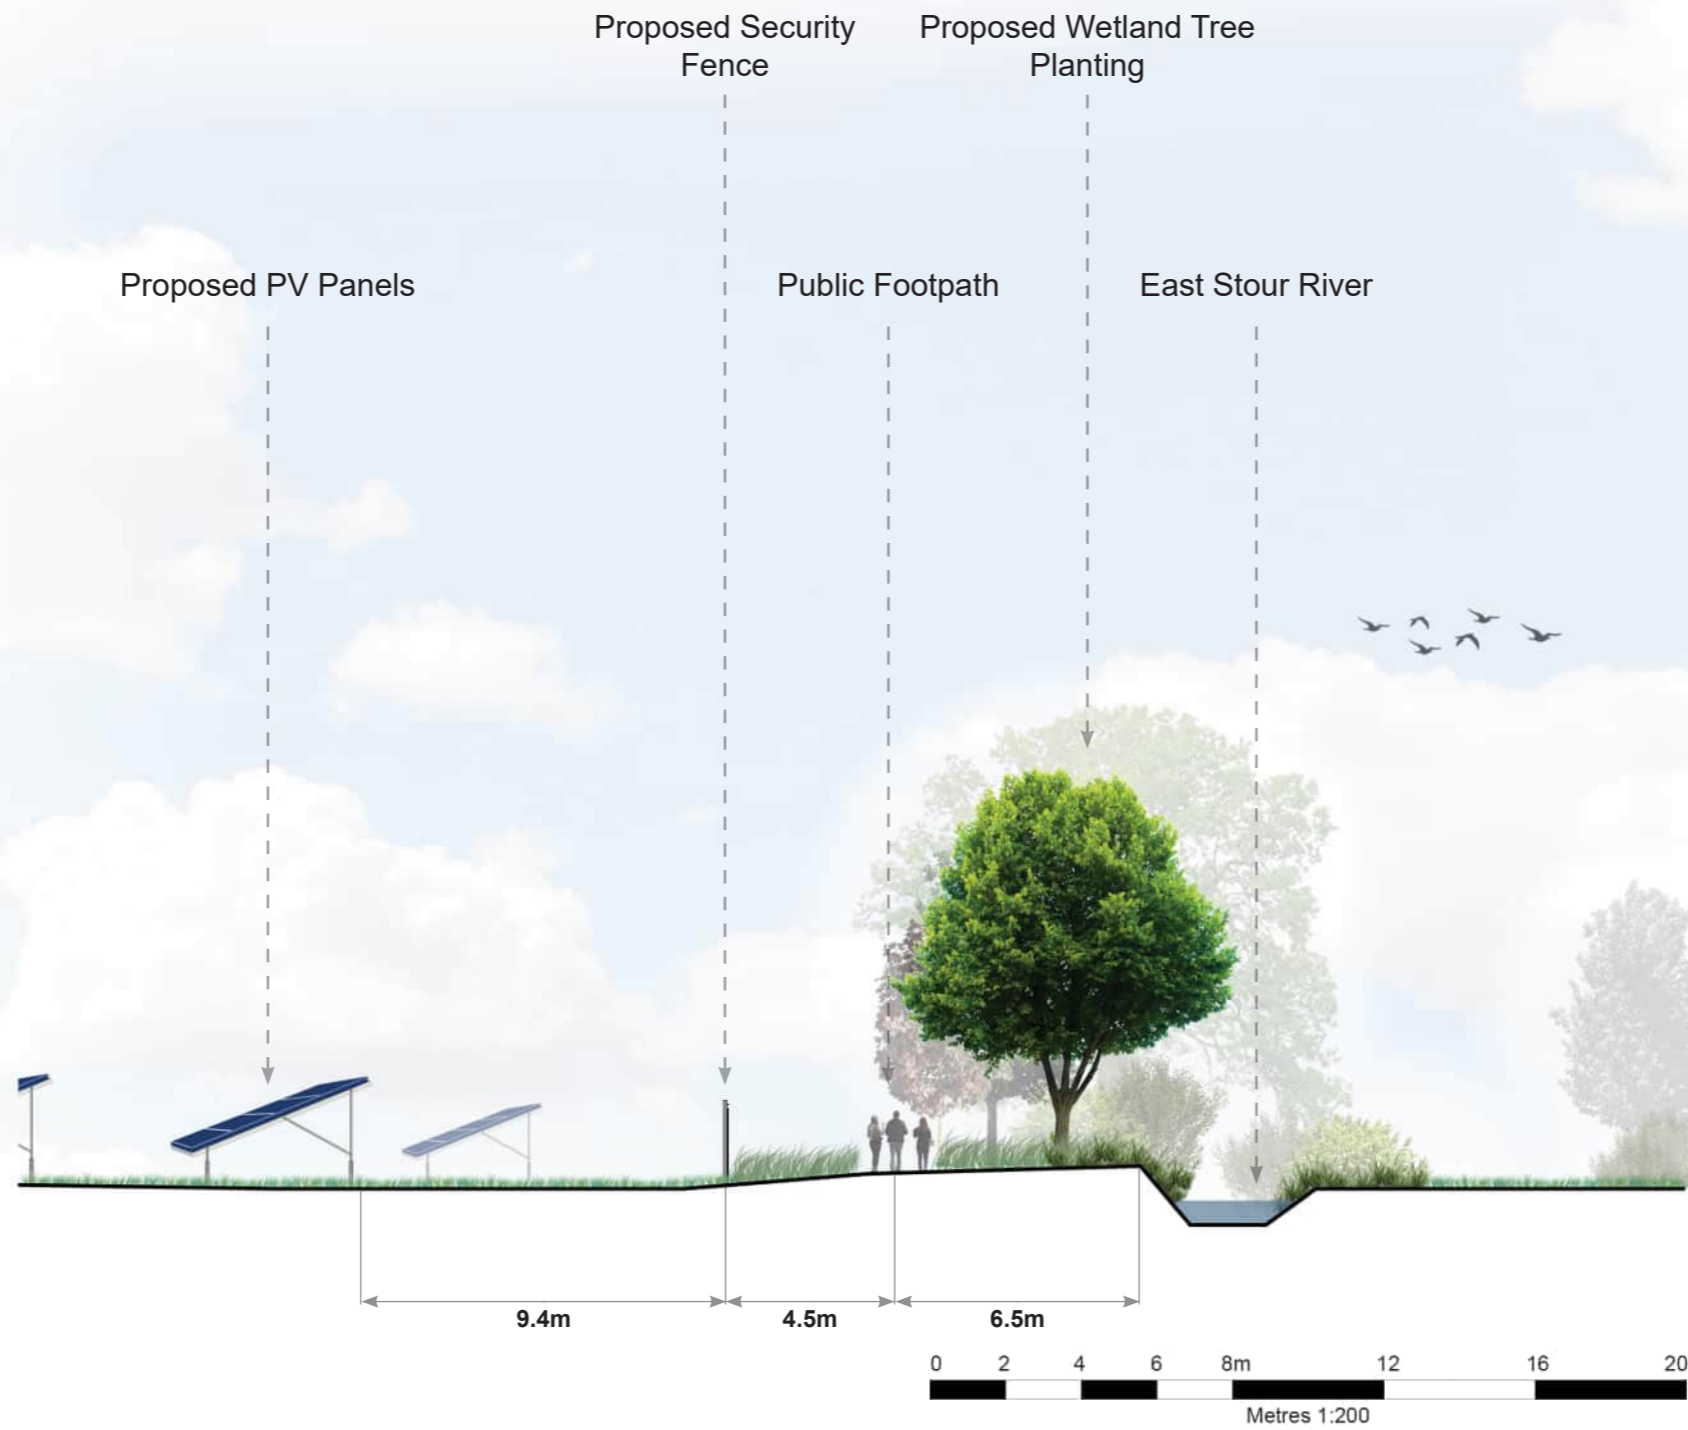 Proposed Security
Fence
Proposed Wetland Tree
Planting
Proposed PV Panels
Public Footpath
East Stour River
9.4m
4.5m
6.5m
0 2 4 6 8m 12 16 20
Metres 1:200